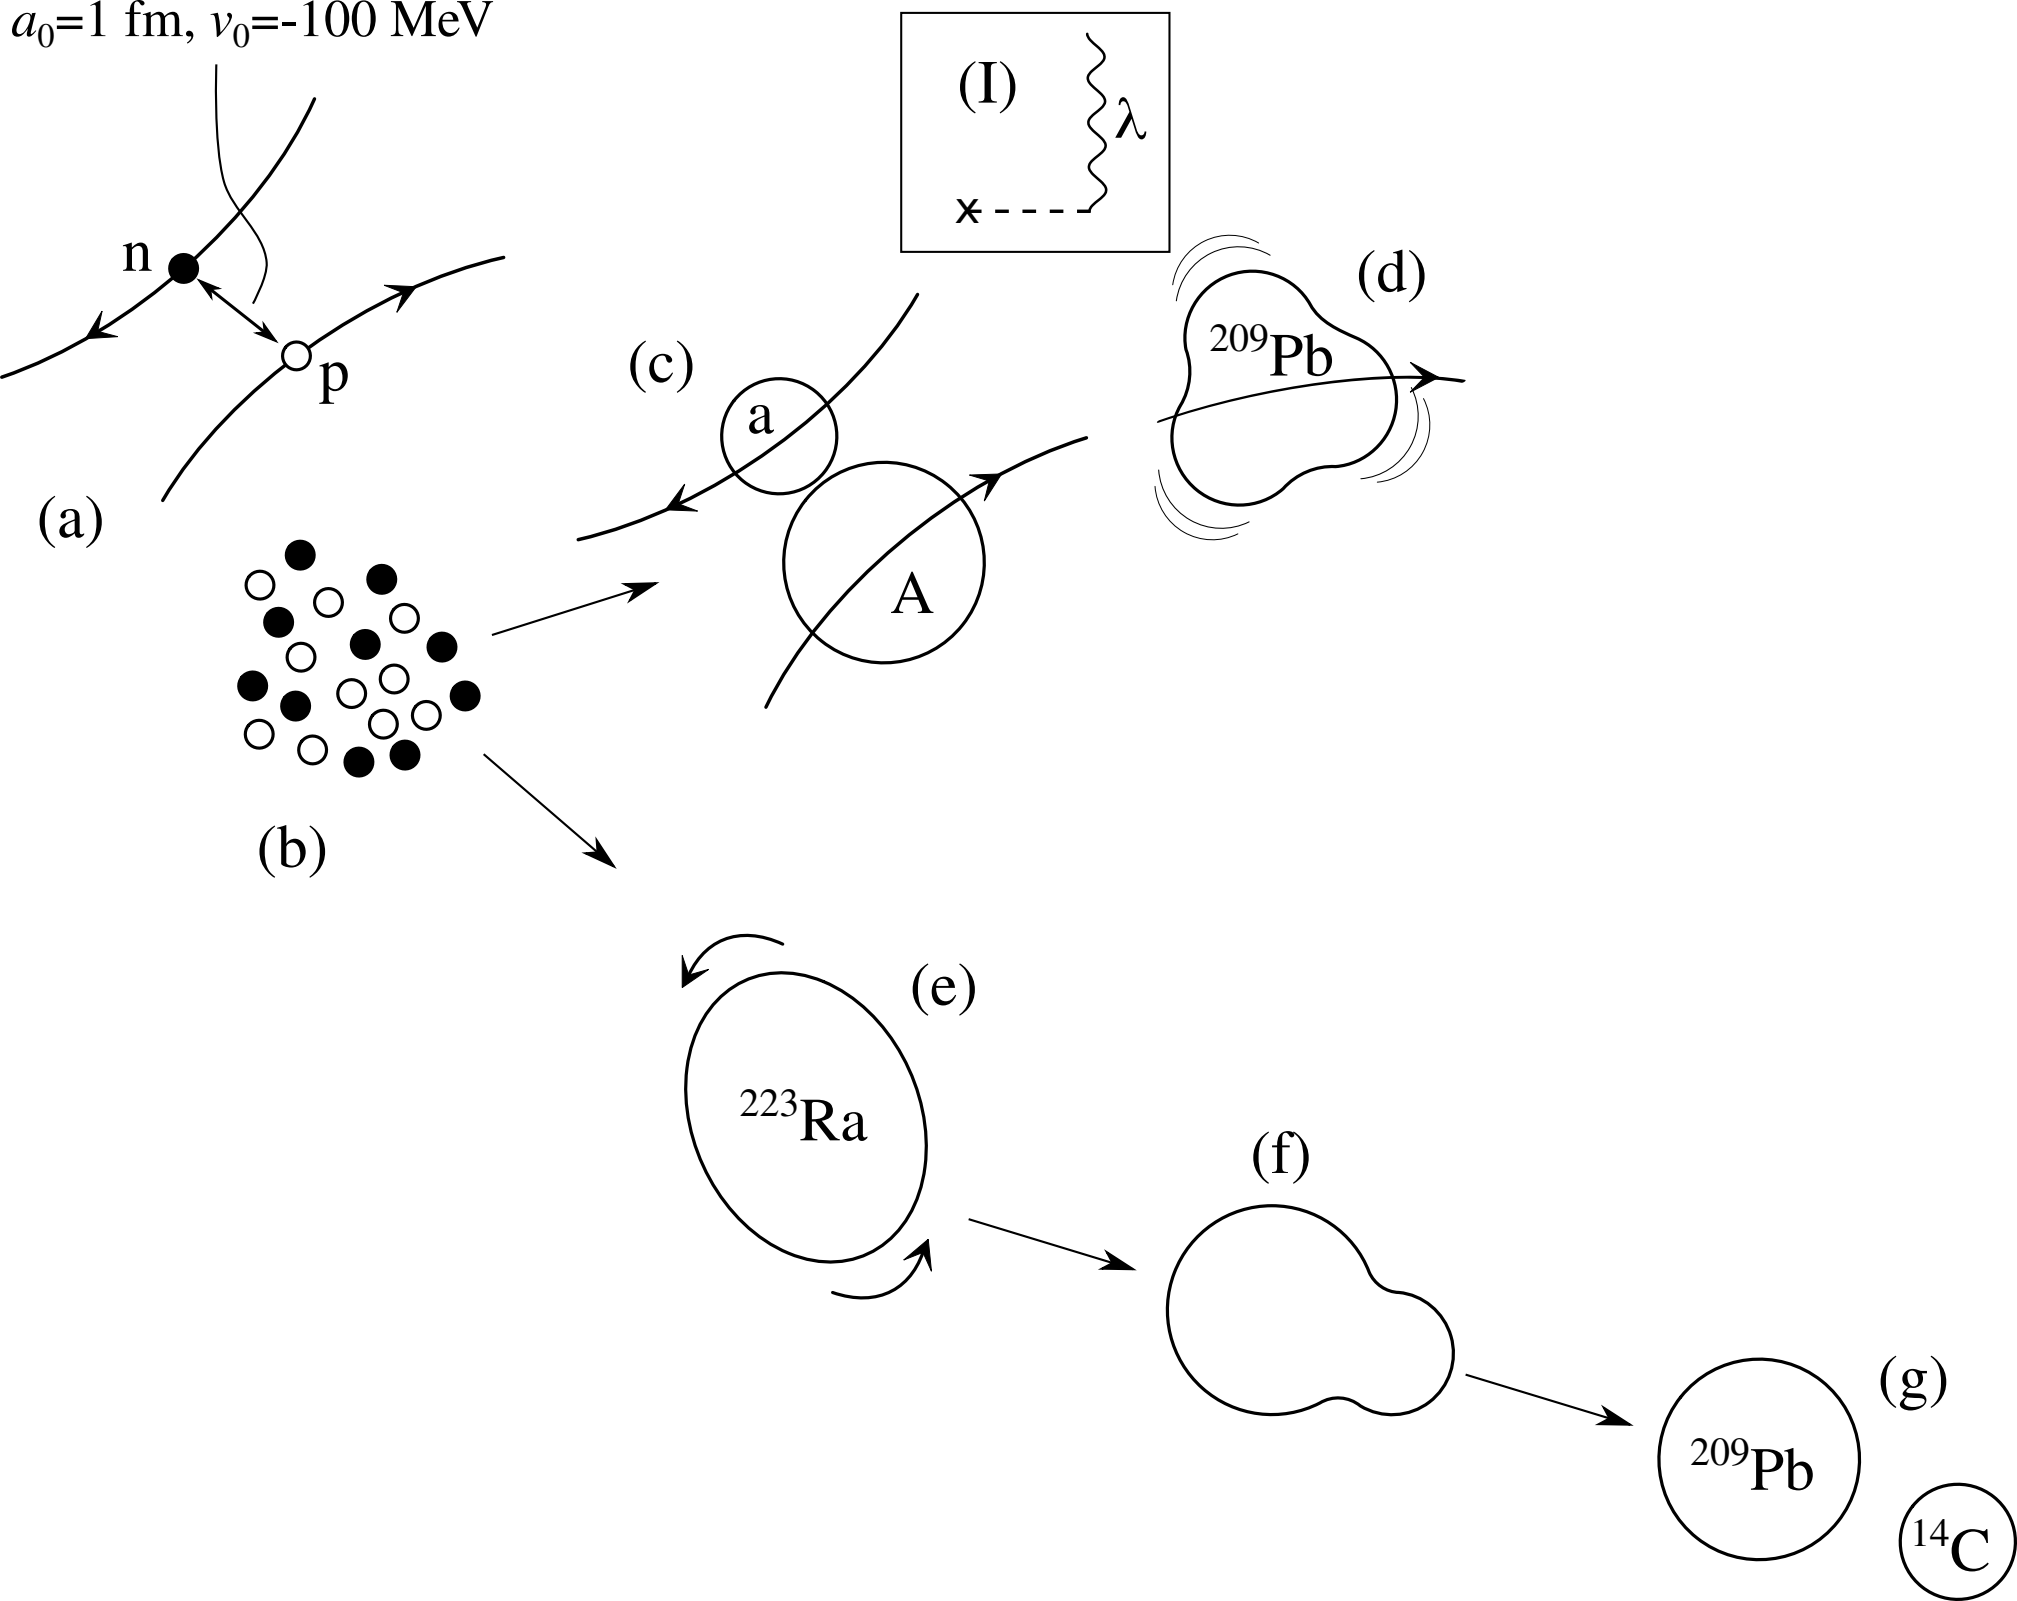 a₀=1 fm, v₀=-100 MeV
(I)
λ
x
n
p
(a)
(c)
a
A
(d)
²⁰⁹Pb
(b)
(e)
²²³Ra
(f)
(g)
²⁰⁹Pb
¹⁴C